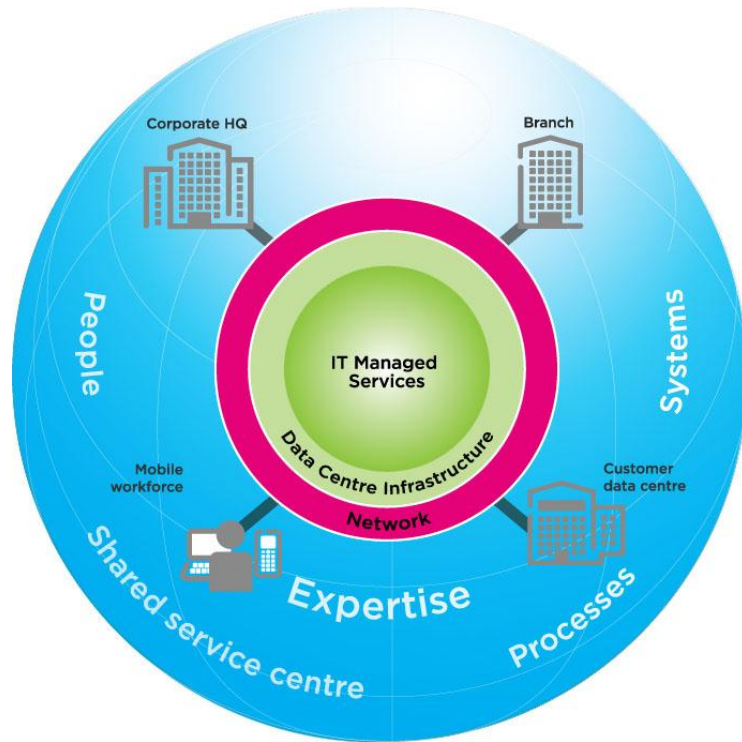 Corporate HQ
Branch
People
Systems
IT Managed
Services
Data Centre Infrastructure
Network
Mobile
workforce
Customer
data centre
Expertise
Shared service centre
Processes